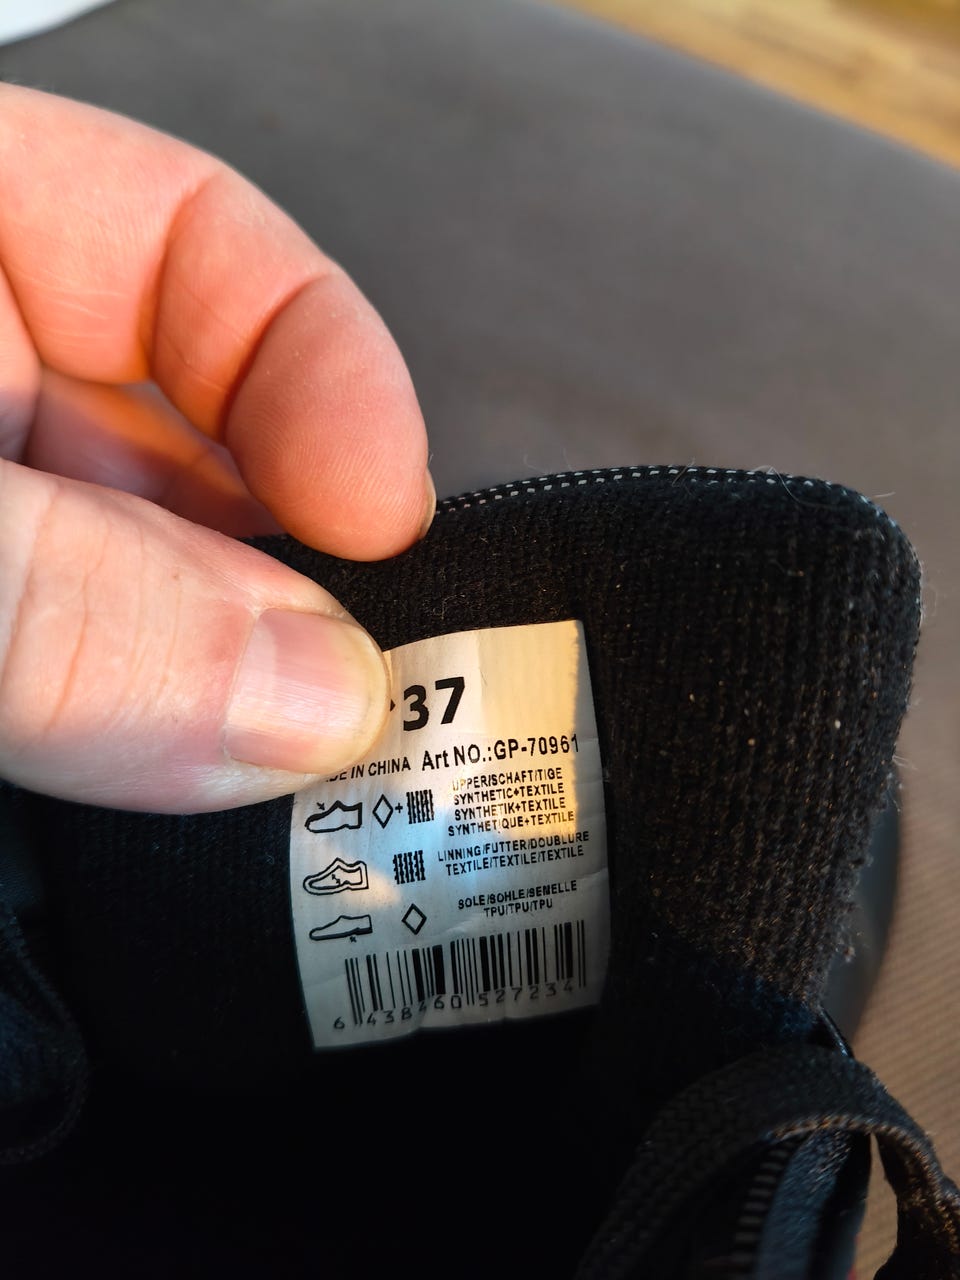 37
IN CHINA Art NO.:GP-70961
UPPER/SCHAFT/TIGE
SYNTHETIC+TEXTILE
SYNTHETIK+TEXTILE
SYNTHETIQUE+TEXTILE
LINNING/FUTTER/DOUBLURE
TEXTILE/TEXTILE/TEXTILE
SOLE/SOHLE/SEMELLE
TPU/TPU/TPU
6 438460 527234